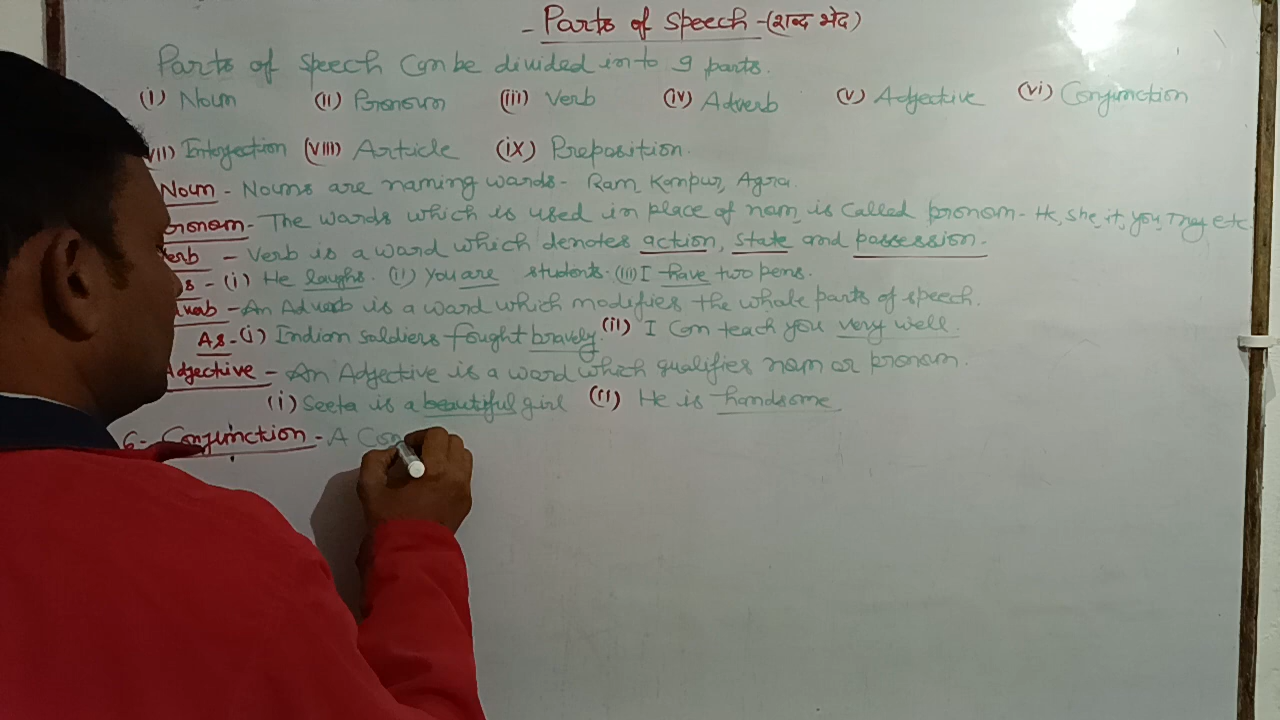 - Parts of Speech - (शब्द भेद)
Parts of speech can be divided into 9 parts.
(i) Noun (ii) Pronoun (iii) Verb (iv) Adverb (v) Adjective (vi) Conjunction
(vii) Interjection (viii) Article (ix) Preposition.
Noun - Nouns are naming words - Ram, Kanpur, Agra.
Pronoun - The words which is used in place of noun is called pronoun - He, she, it, you, They etc.
Verb - Verb is a word which denotes action, state and possession.
As - (i) He laughs. (ii) You are students. (iii) I have two pens.
Adverb - An Adverb is a word which modifies the whole parts of speech.
As - (i) Indian soldiers fought bravely. (ii) I can teach you very well.
Adjective - An Adjective is a word which qualifies noun or pronoun.
(i) Seeta is a beautiful girl (ii) He is handsome
6 - Conjunction - A Con